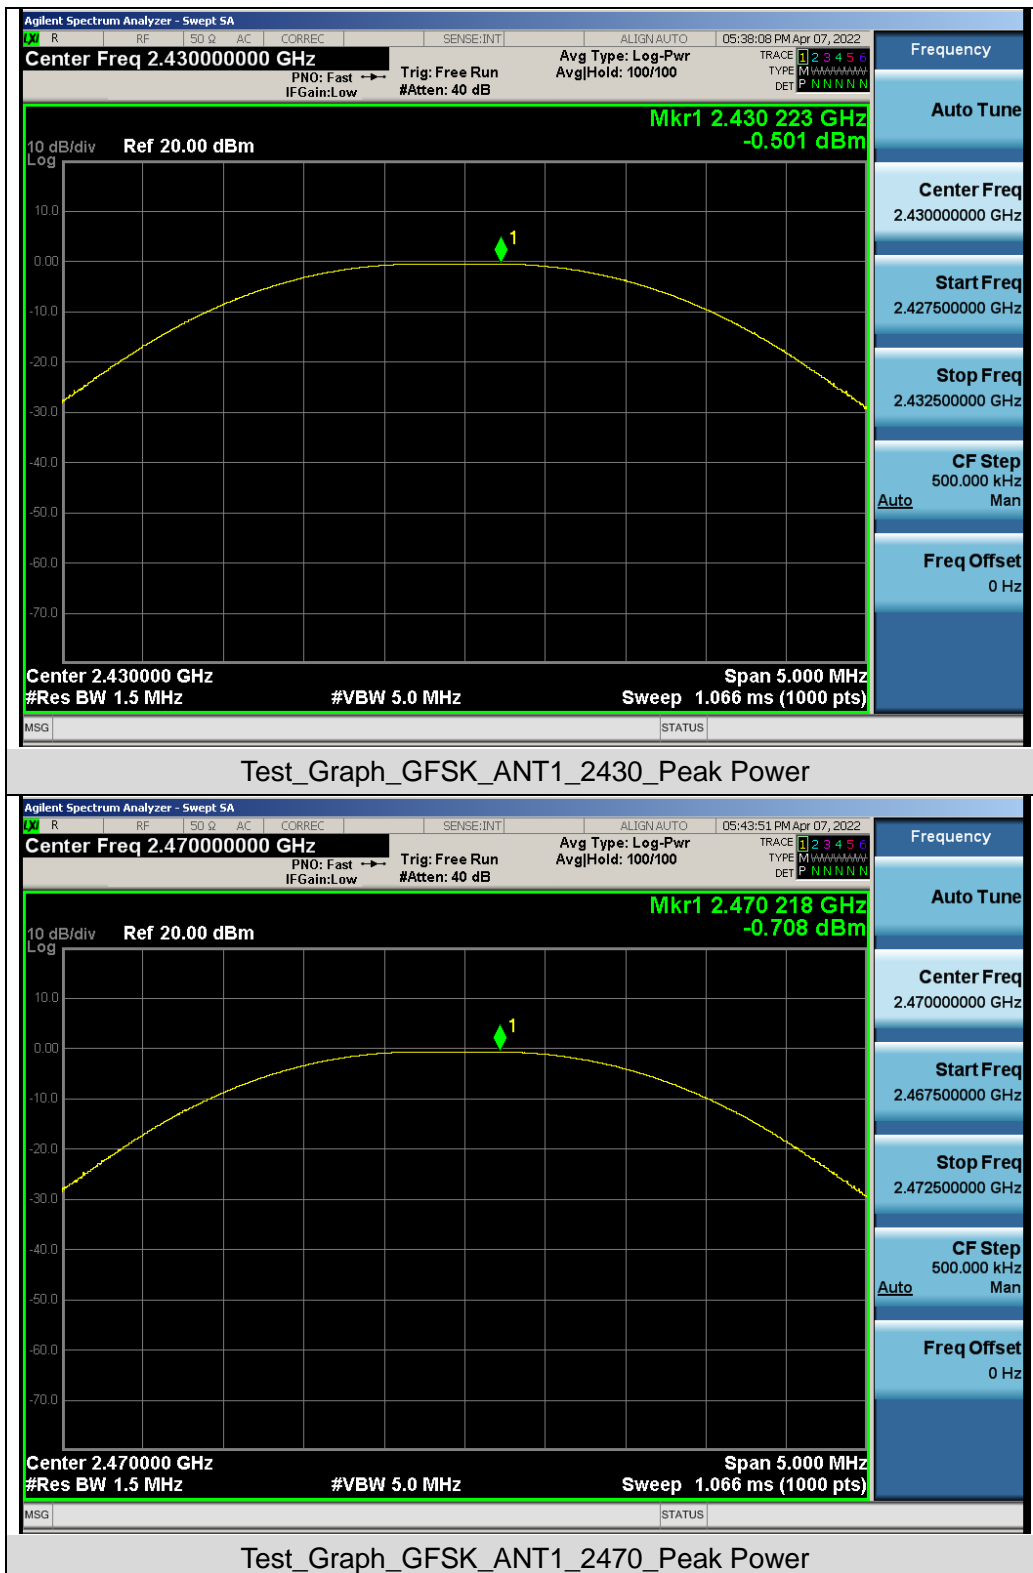 Agilent Spectrum Analyzer - Swept SA
LXI R RF 50 Ω AC CORREC SENSE:INT ALIGN AUTO 05:38:08 PM Apr 07, 2022
Center Freq 2.430000000 GHz
PNO: Fast
IFGain:Low
Trig: Free Run
#Atten: 40 dB
Avg Type: Log-Pwr
Avg|Hold: 100/100
TRACE 1 2 3 4 5 6
TYPE M
DET P N N N N N
Mkr1 2.430 223 GHz
-0.501 dBm
10 dB/div Ref 20.00 dBm
Log
10.0
0.00
-10.0
-20.0
-30.0
-40.0
-50.0
-60.0
-70.0
1
Center 2.430000 GHz Span 5.000 MHz
#Res BW 1.5 MHz #VBW 5.0 MHz Sweep 1.066 ms (1000 pts)
MSG STATUS
Frequency
Auto Tune
Center Freq
2.430000000 GHz
Start Freq
2.427500000 GHz
Stop Freq
2.432500000 GHz
CF Step
500.000 kHz
Auto Man
Freq Offset
0 Hz
Test_Graph_GFSK_ANT1_2430_Peak Power
Agilent Spectrum Analyzer - Swept SA
LXI R RF 50 Ω AC CORREC SENSE:INT ALIGN AUTO 05:43:51 PM Apr 07, 2022
Center Freq 2.470000000 GHz
PNO: Fast
IFGain:Low
Trig: Free Run
#Atten: 40 dB
Avg Type: Log-Pwr
Avg|Hold: 100/100
TRACE 1 2 3 4 5 6
TYPE M
DET P N N N N N
Mkr1 2.470 218 GHz
-0.708 dBm
10 dB/div Ref 20.00 dBm
Log
10.0
0.00
-10.0
-20.0
-30.0
-40.0
-50.0
-60.0
-70.0
1
Center 2.470000 GHz Span 5.000 MHz
#Res BW 1.5 MHz #VBW 5.0 MHz Sweep 1.066 ms (1000 pts)
MSG STATUS
Frequency
Auto Tune
Center Freq
2.470000000 GHz
Start Freq
2.467500000 GHz
Stop Freq
2.472500000 GHz
CF Step
500.000 kHz
Auto Man
Freq Offset
0 Hz
Test_Graph_GFSK_ANT1_2470_Peak Power